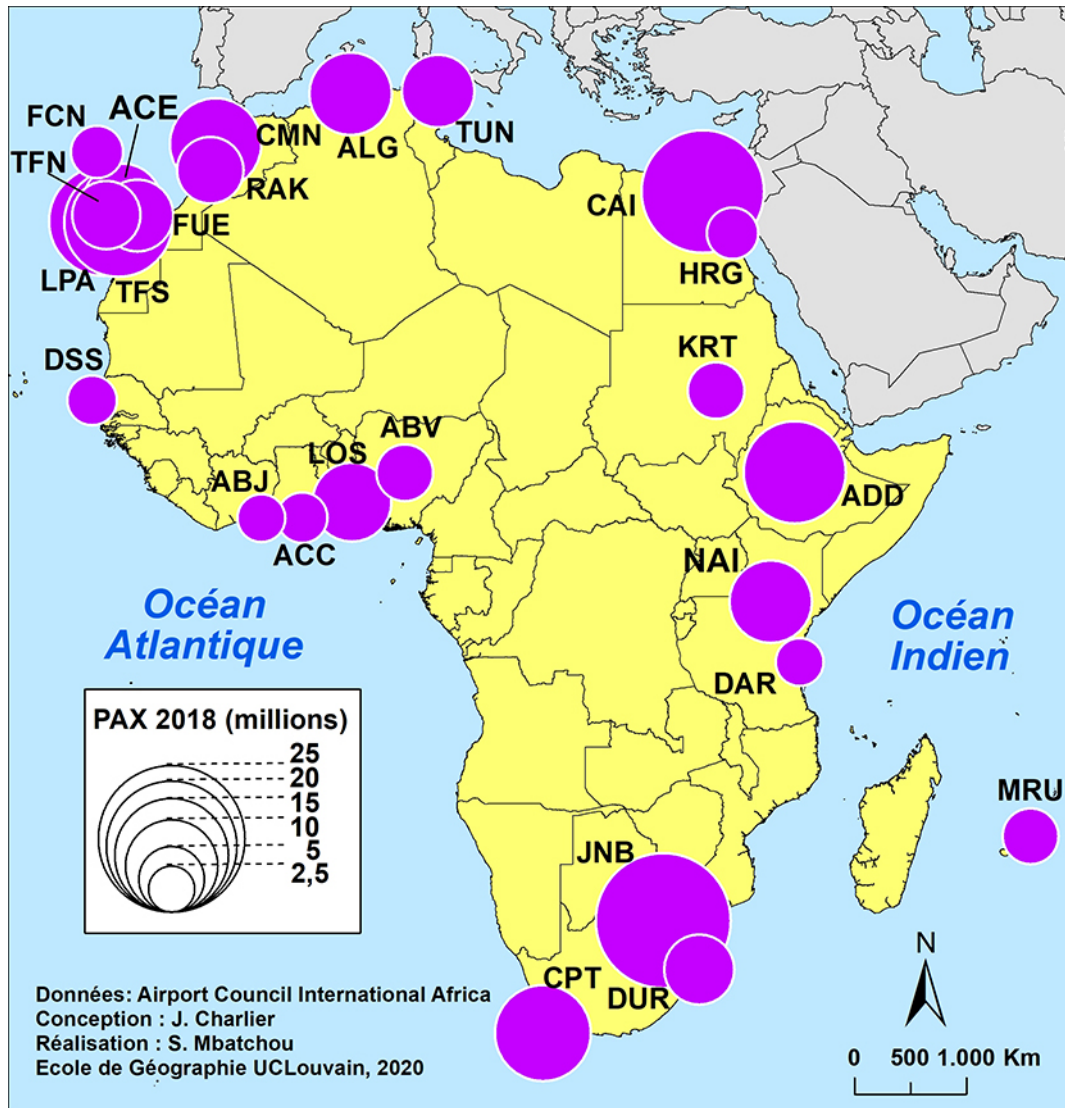 FCN
ACE
TFN
CMN
ALG
TUN
RAK
FUE
LPA
TFS
CAI
HRG
DSS
KRT
ABV
LOS
ABJ
ACC
ADD
NAI
DAR
Océan
Atlantique
Océan
Indien
PAX 2018 (millions)
25
20
15
10
5
2,5
MRU
JNB
CPT
DUR
N
Données: Airport Council International Africa
Conception : J. Charlier
Réalisation : S. Mbatchou
Ecole de Géographie UCLouvain, 2020
0 500 1.000 Km